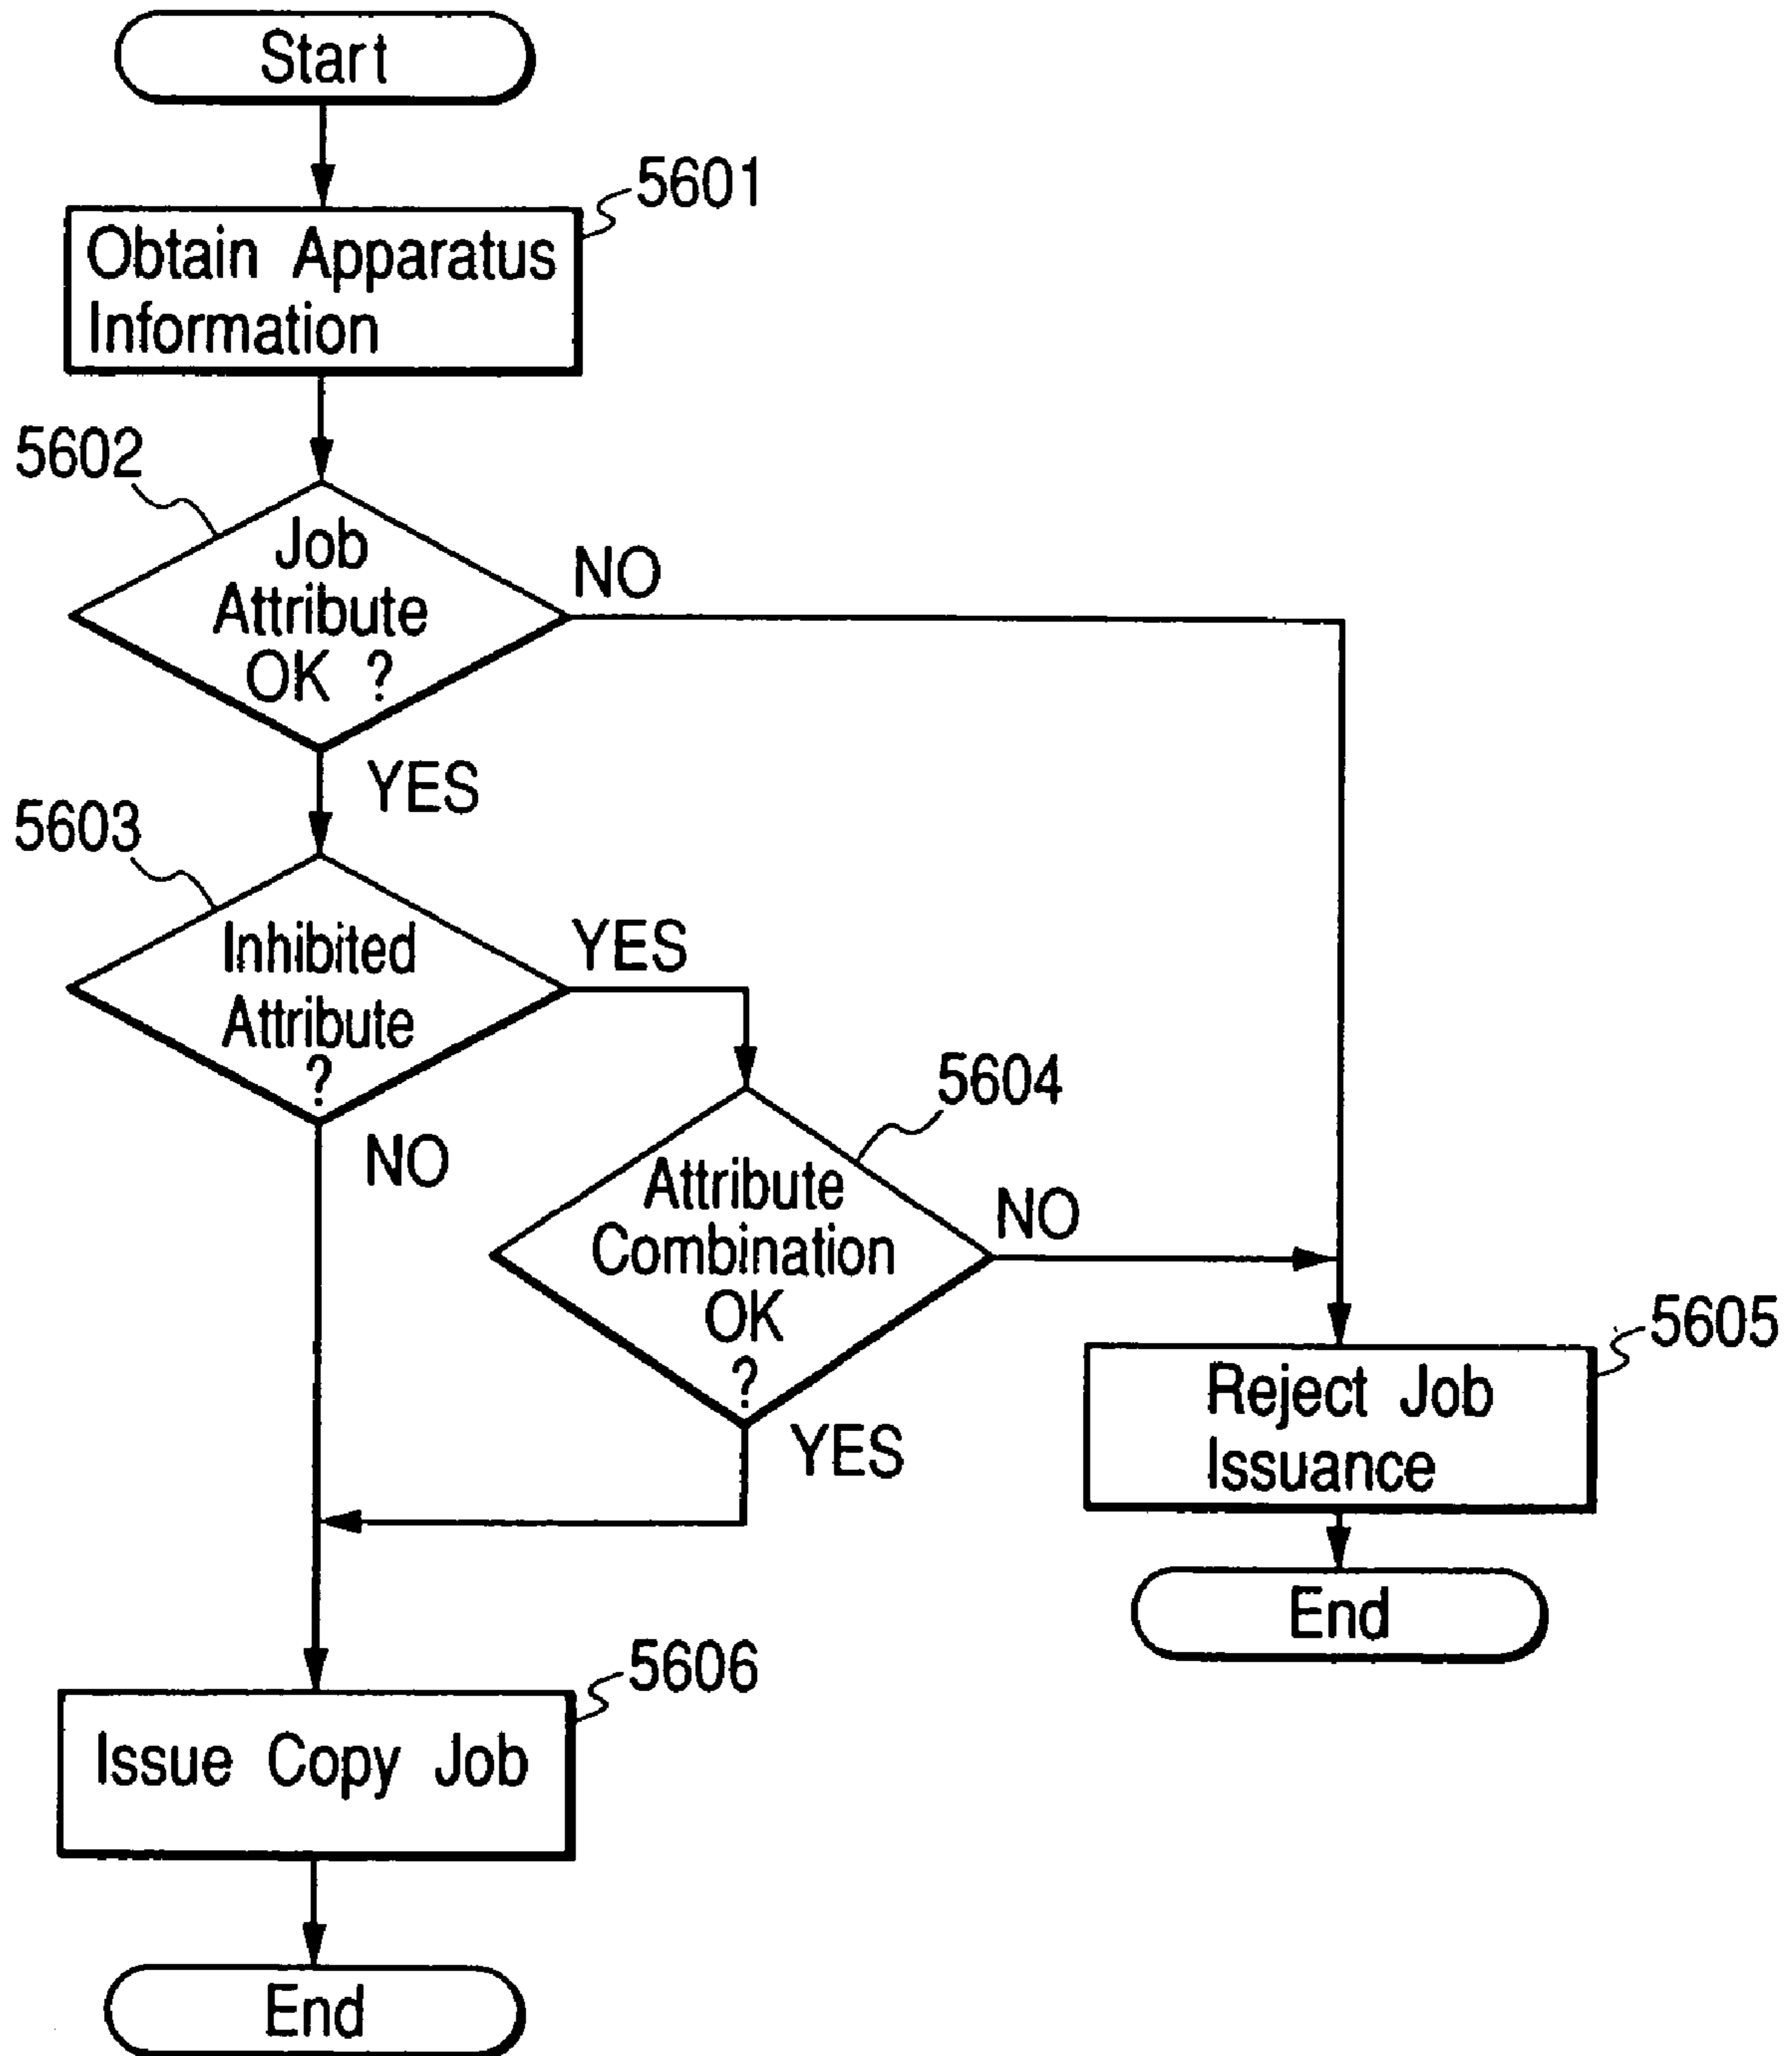 Start
5601
Obtain Apparatus
Information
5602
Job
Attribute
OK ?
NO
YES
5603
Inhibited
Attribute
?
YES
NO
5604
Attribute
Combination
OK
?
NO
YES
5605
Reject Job
Issuance
End
5606
Issue Copy Job
End